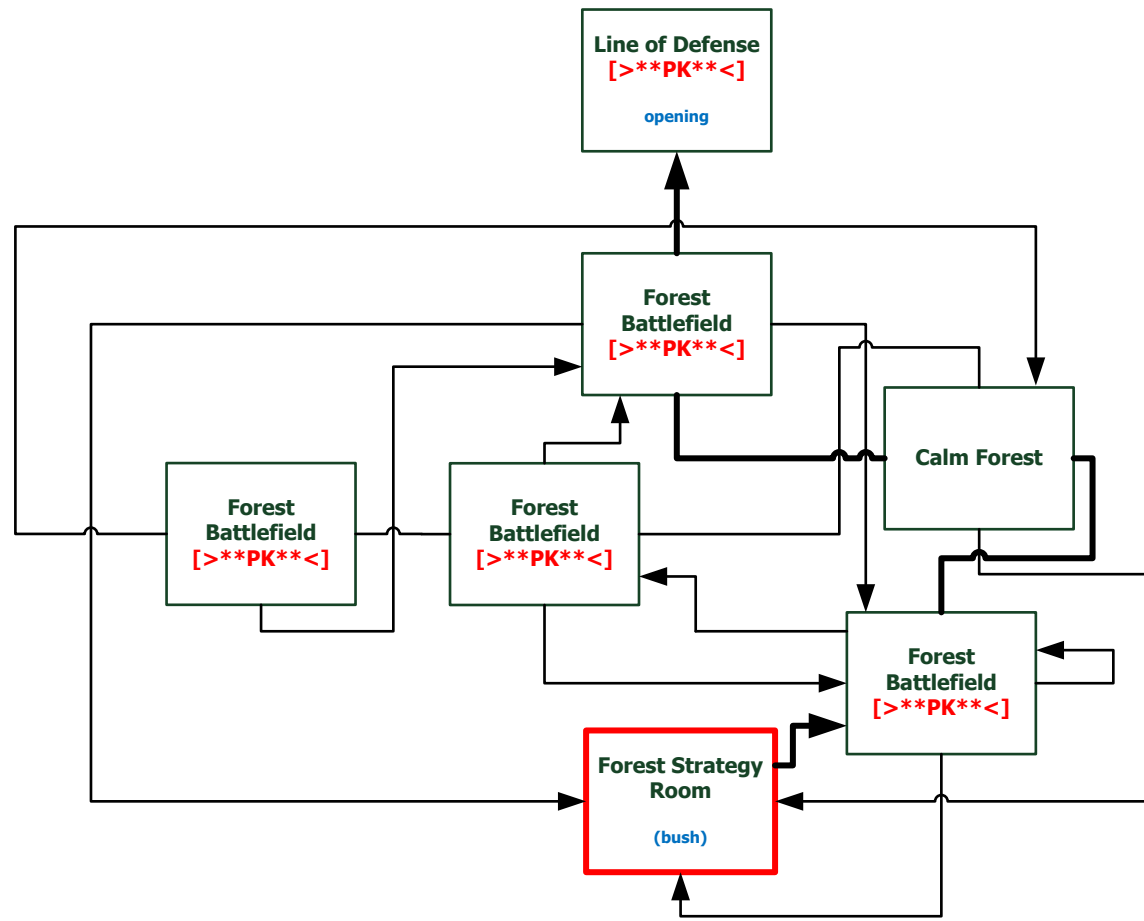 Line of Defense
[>**PK**<]
opening
Forest
Battlefield
[>**PK**<]
Calm Forest
Forest
Battlefield
[>**PK**<]
Forest
Battlefield
[>**PK**<]
Forest
Battlefield
[>**PK**<]
Forest Strategy
Room
(bush)